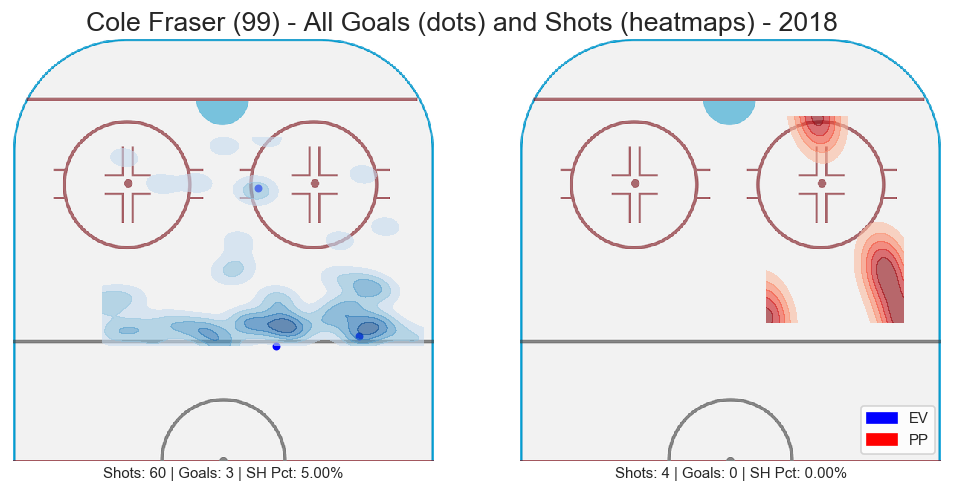 Cole Fraser (99) - All Goals (dots) and Shots (heatmaps) - 2018
EV
PP
Shots: 60 | Goals: 3 | SH Pct: 5.00%
Shots: 4 | Goals: 0 | SH Pct: 0.00%